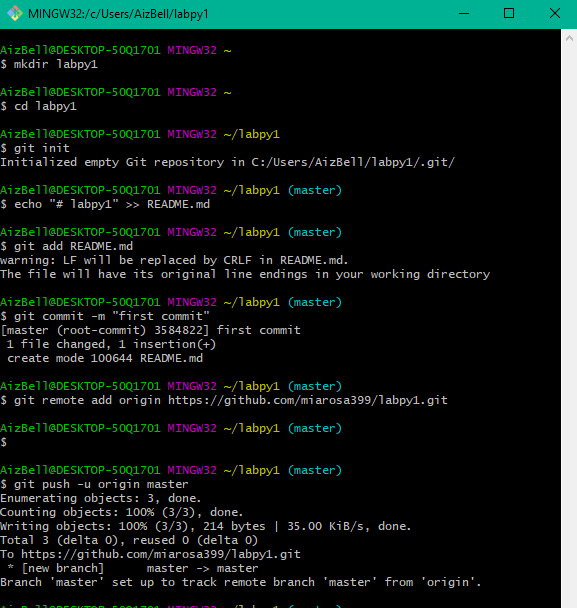 MINGW32:/c/Users/AizBell/labpy1
AizBell@DESKTOP-50Q1701 MINGW32 ~
$ mkdir labpy1
AizBell@DESKTOP-50Q1701 MINGW32 ~
$ cd labpy1
AizBell@DESKTOP-50Q1701 MINGW32 ~/labpy1
$ git init
Initialized empty Git repository in C:/Users/AizBell/labpy1/.git/
AizBell@DESKTOP-50Q1701 MINGW32 ~/labpy1 (master)
$ echo "# labpy1" >> README.md
AizBell@DESKTOP-50Q1701 MINGW32 ~/labpy1 (master)
$ git add README.md
warning: LF will be replaced by CRLF in README.md.
The file will have its original line endings in your working directory
AizBell@DESKTOP-50Q1701 MINGW32 ~/labpy1 (master)
$ git commit -m "first commit"
[master (root-commit) 3584822] first commit
 1 file changed, 1 insertion(+)
 create mode 100644 README.md
AizBell@DESKTOP-50Q1701 MINGW32 ~/labpy1 (master)
$ git remote add origin https://github.com/miarosa399/labpy1.git
AizBell@DESKTOP-50Q1701 MINGW32 ~/labpy1 (master)
$
AizBell@DESKTOP-50Q1701 MINGW32 ~/labpy1 (master)
$ git push -u origin master
Enumerating objects: 3, done.
Counting objects: 100% (3/3), done.
Writing objects: 100% (3/3), 214 bytes | 35.00 KiB/s, done.
Total 3 (delta 0), reused 0 (delta 0)
To https://github.com/miarosa399/labpy1.git
 * [new branch]      master -> master
Branch 'master' set up to track remote branch 'master' from 'origin'.
AizBell@DESKTOP-50Q1701 MINGW32 ~/labpy1 (master)